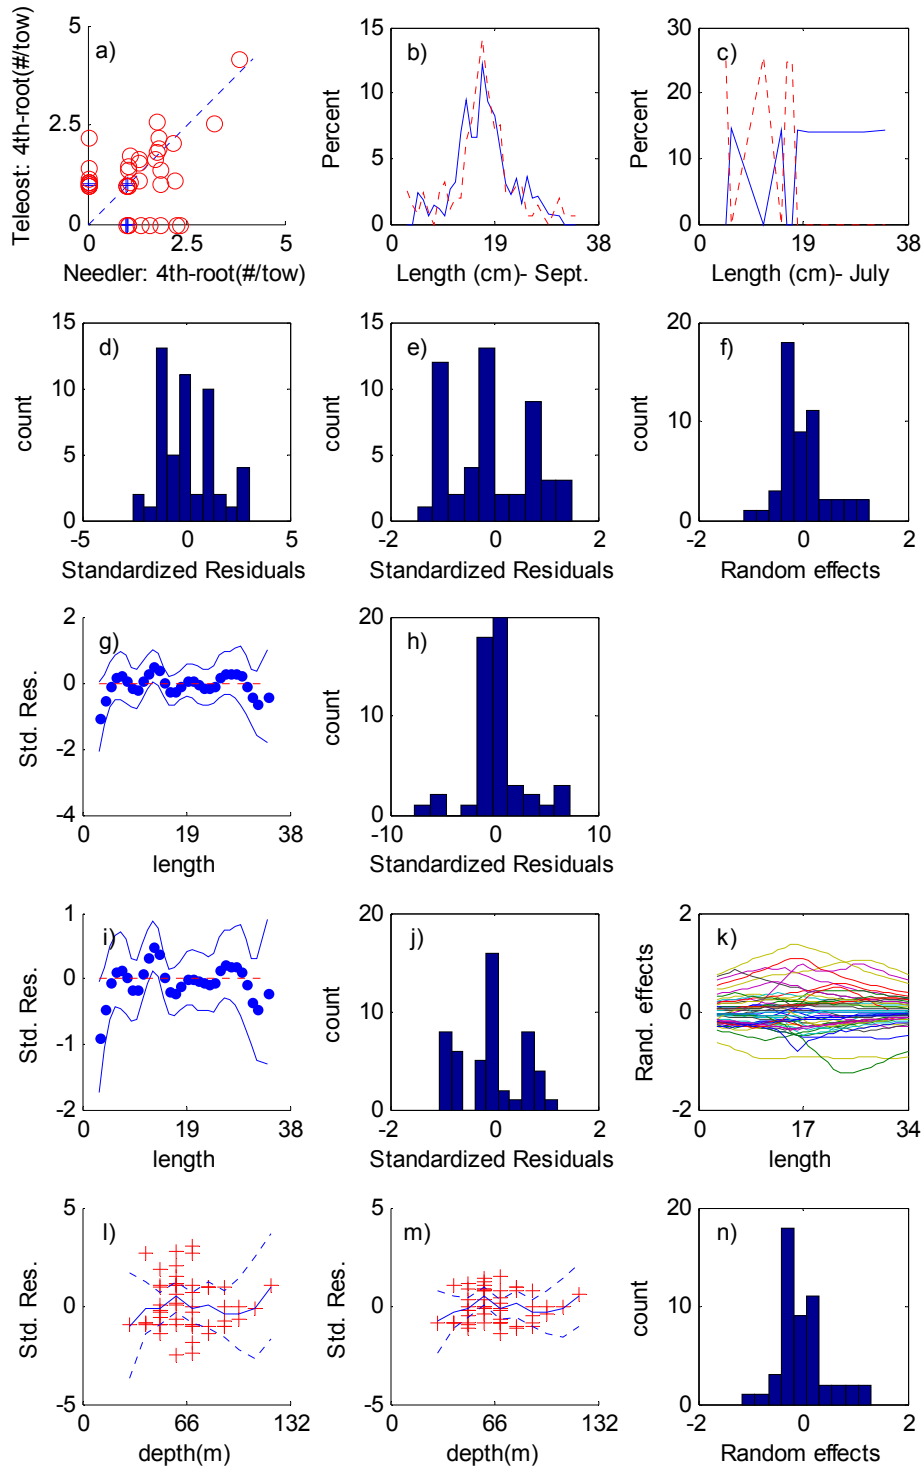 a)
5
2.5
0
0
2.5
5
Teleost: 4th-root(#/tow)
Needler: 4th-root(#/tow)
b)
15
10
5
0
0
19
38
Percent
Length (cm)- Sept.
c)
30
20
10
0
0
19
38
Percent
Length (cm)- July
d)
15
10
5
0
-5
0
5
count
Standardized Residuals
e)
15
10
5
0
-2
0
2
count
Standardized Residuals
f)
20
10
0
-2
0
2
count
Random effects
g)
2
0
-2
-4
0
19
38
Std. Res.
length
h)
20
10
0
-10
0
10
count
Standardized Residuals
i)
1
0
-1
-2
0
19
38
Std. Res.
length
j)
20
10
0
-2
0
2
count
Standardized Residuals
k)
2
0
-2
0
17
34
Rand. effects
length
l)
5
0
-5
0
66
132
Std. Res.
depth(m)
m)
5
0
-5
0
66
132
Std. Res.
depth(m)
n)
20
10
0
-2
0
2
count
Random effects